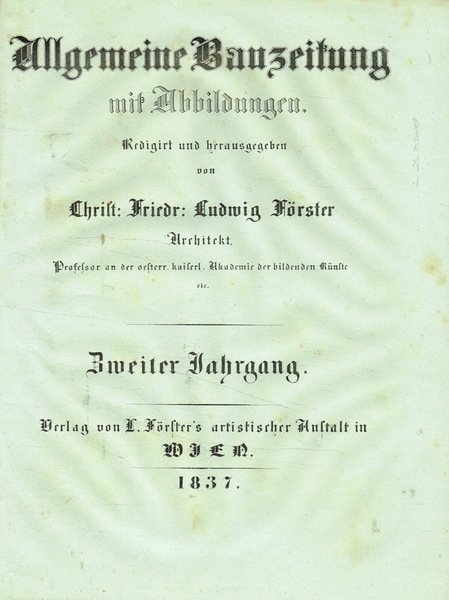 Allgemeine Bauzeitung
mit Abbildungen.
Redigirt und herausgegeben
von
Christ: Friedr: Ludwig Förster
Architekt,
Professor an der oesterr. kaiserl. Akademie der bildenden Künste
etc.
Zweiter Jahrgang.
Verlag von L. Förster's artistischer Anstalt in
WIEN.
1837.